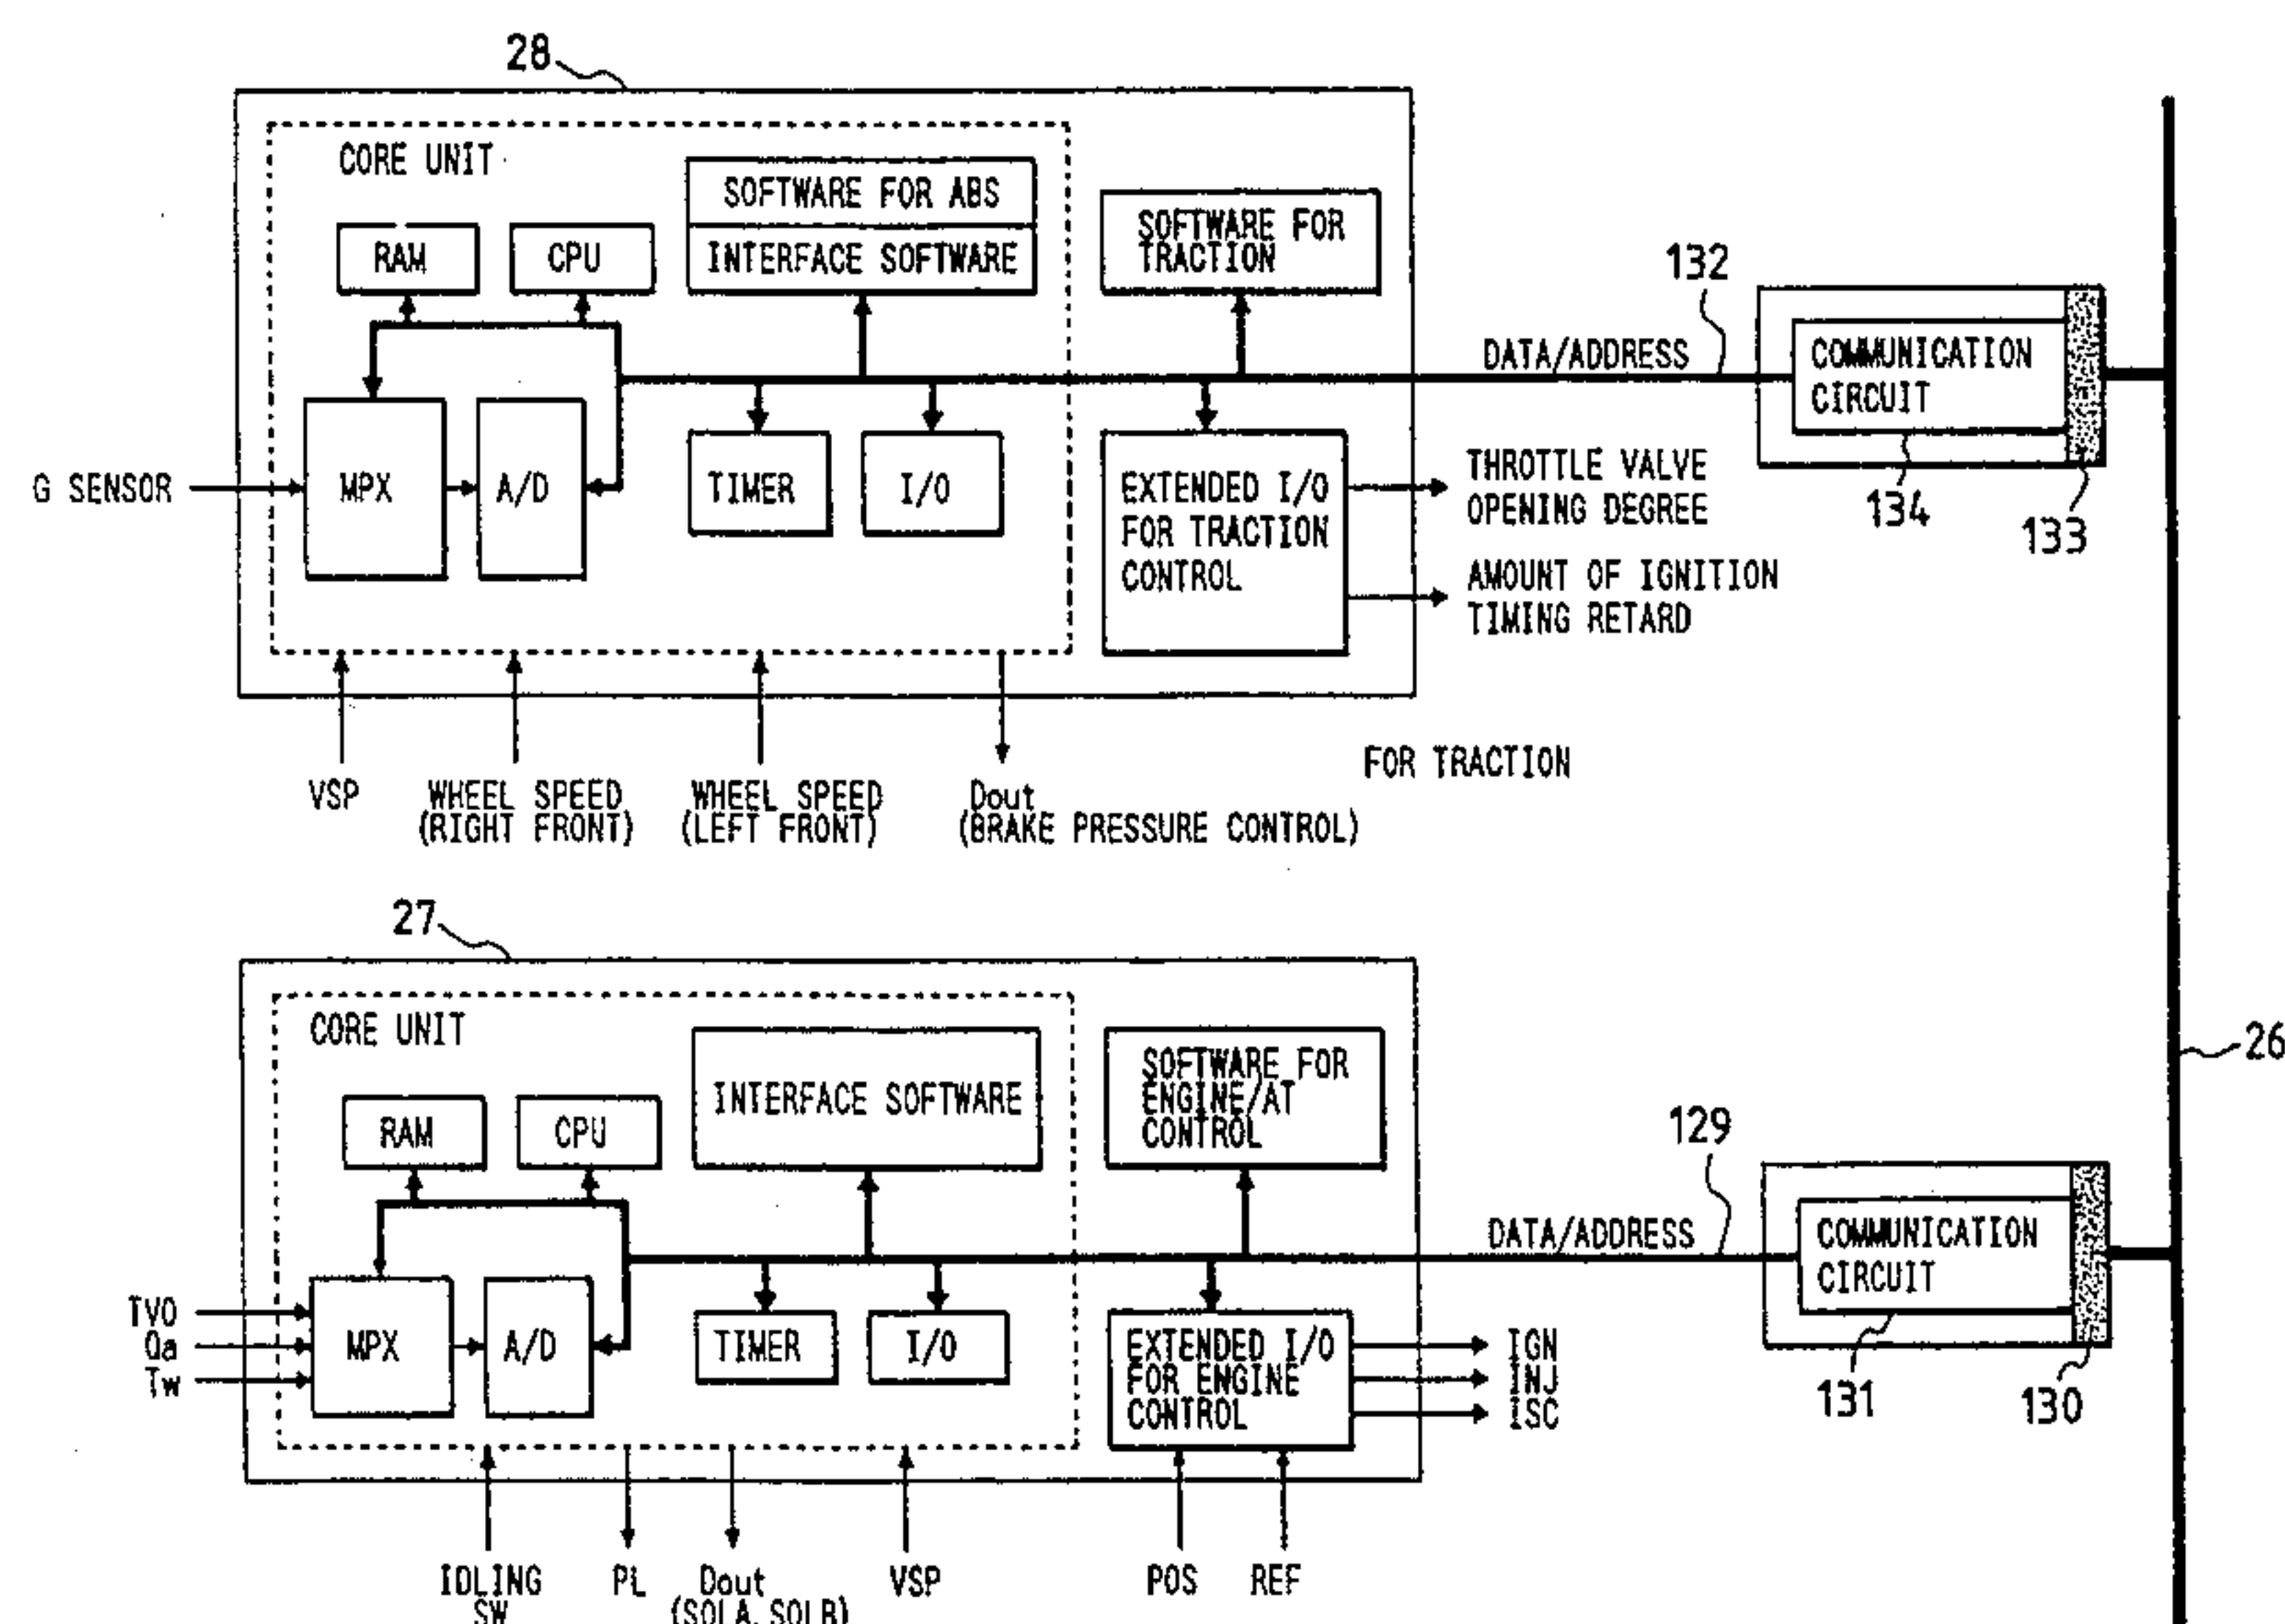 28
CORE UNIT
SOFTWARE FOR ABS
INTERFACE SOFTWARE
RAM
CPU
SOFTWARE FOR
TRACTION
132
DATA/ADDRESS
COMMUNICATION
CIRCUIT
134
133
G SENSOR
MPX
A/D
TIMER
I/O
EXTENDED I/O
FOR TRACTION
CONTROL
THROTTLE VALVE
OPENING DEGREE
AMOUNT OF IGNITION
TIMING RETARD
VSP
WHEEL SPEED
(RIGHT FRONT)
WHEEL SPEED
(LEFT FRONT)
Dout
(BRAKE PRESSURE CONTROL)
FOR TRACTION
27
CORE UNIT
INTERFACE SOFTWARE
RAM
CPU
SOFTWARE FOR
ENGINE/AT
CONTROL
26
129
DATA/ADDRESS
COMMUNICATION
CIRCUIT
131
130
TVO
Qa
Tw
MPX
A/D
TIMER
I/O
EXTENDED I/O
FOR ENGINE
CONTROL
IGN
INJ
ISC
IDLING
SW
PL
Dout
(SOLA, SOLB)
VSP
POS
REF